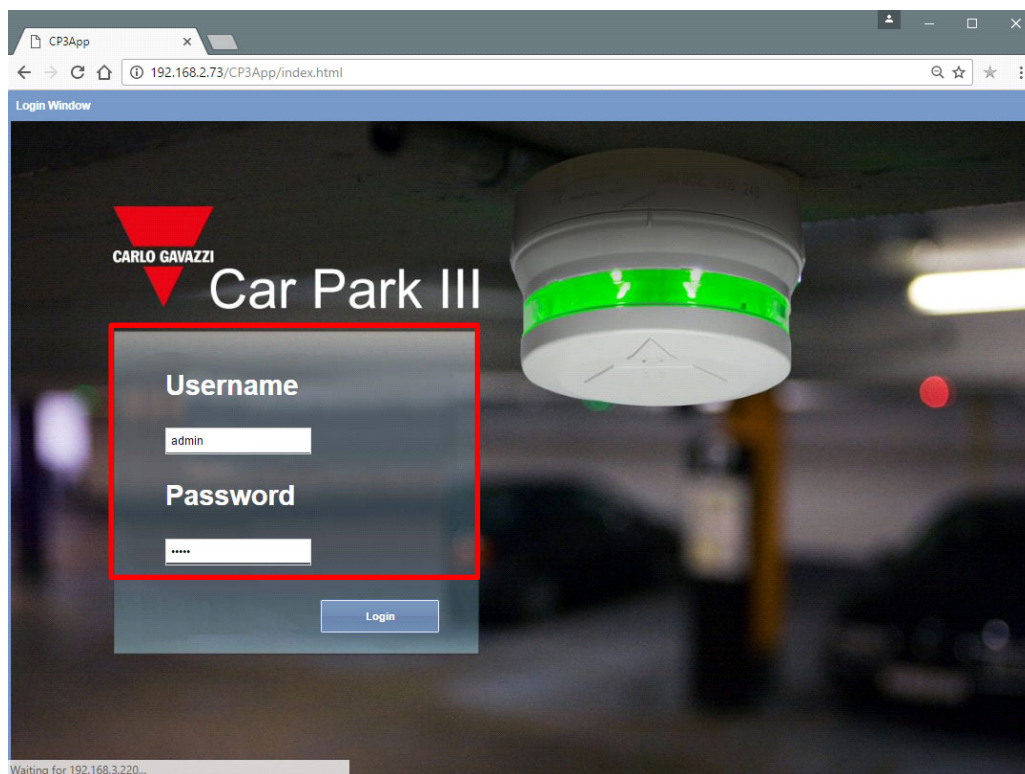 CP3App
192.168.2.73/CP3App/index.html
Login Window
CARLO GAVAZZI
Car Park III
Username
admin
Password
•••••
Login
Waiting for 192.168.3.220...